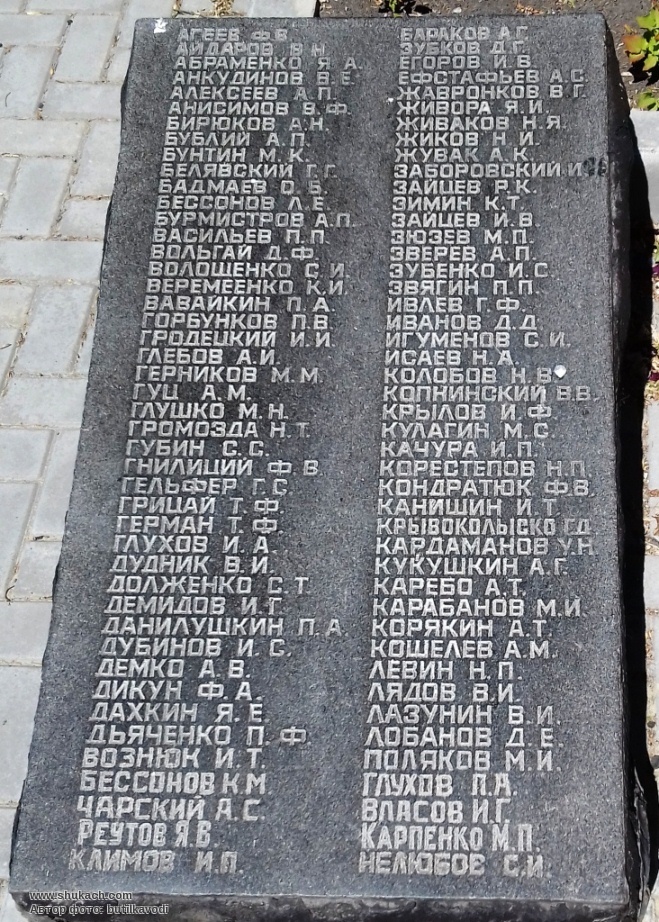 АГЕЕВ Ф.В.
АЙДАРОВ В.Н.
АБРАМЕНКО Я.А.
АНКУДИНОВ В.Е.
АЛЕКСЕЕВ А.П.
АНИСИМОВ В.Ф.
БИРЮКОВ А.Н.
БУБЛИЙ А.П.
БУНТИН М.К.
БЕЛЯВСКИЙ Г.Г.
БАДМАЕВ О.Б.
БЕССОНОВ Л.Е.
БУРМИСТРОВ А.П.
ВАСИЛЬЕВ П.П.
ВОЛЬГАЙ Д.Ф.
ВОЛОЩЕНКО С.И.
ВЕРЕМЕЕНКО К.И.
ВАВАЙКИН П.А.
ГОРБУНКОВ П.В.
ГРОДЕЦКИЙ И.И.
ГЛЕБОВ А.И.
ГЕРНИКОВ М.М.
ГУЦ А.М.
ГЛУШКО М.Н.
ГРОМОЗДА Н.Т.
ГУБИН С.С.
ГНИЛИЦИЙ Ф.В.
ГЕЛЬФЕР Г.С.
ГРИЦАЙ Т.Ф.
ГЕРМАН Т.Ф.
ГЛУХОВ И.А.
ДУДНИК В.И.
ДОЛЖЕНКО С.Т.
ДЕМИДОВ И.Г.
ДАНИЛУШКИН П.А.
ДУБИНОВ И.С.
ДЕМКО А.В.
ДИКУН Ф.А.
ДАХКИН Я.Е.
ДЬЯЧЕНКО П.Ф.
ВОЗНЮК И.Т.
БЕССОНОВ К.М.
ЧАРСКИЙ А.С.
РЕУТОВ Я.В.
КЛИМОВ И.П.
БАРАКОВ А.Г.
ЗУБКОВ Д.Г.
ЕГОРОВ И.В.
ЕФСТАФЬЕВ А.С.
ЖАВРОНКОВ В.Г.
ЖИВОРА Я.И.
ЖИВАКОВ Н.Я.
ЖИКОВ Н.И.
ЖУВАК А.К.
ЗАБОРОВСКИЙ И.
ЗАЙЦЕВ Р.К.
ЗИМИН К.Т.
ЗАЙЦЕВ И.В.
ЗЮЗЕВ М.П.
ЗВЕРЕВ А.П.
ЗУБЕНКО И.С.
ЗВЯГИН П.П.
ИВЛЕВ Г.Ф.
ИВАНОВ Д.Д.
ИГУМЕНОВ С.И.
ИСАЕВ Н.А.
КОЛОБОВ Н.В.
КОПНИНСКИЙ В.В.
КРЫЛОВ И.Ф.
КУЛАГИН М.С.
КАЧУРА И.П.
КОРЕСТЕПОВ Н.П.
КОНДРАТЮК Ф.В.
КАНИШИН И.Т.
КРЫВОКОЛЫСКО Г.Д.
КАРДАМАНОВ У.Н.
КУКУШКИН А.Г.
КАРЕБО А.Т.
КАРАБАНОВ М.И.
КОРЯКИН А.Т.
КОШЕЛЕВ А.М.
ЛЕВИН Н.П.
ЛЯДОВ В.И.
ЛАЗУНИН В.И.
ЛОБАНОВ Д.Е.
ПОЛЯКОВ М.И.
ГЛУХОВ П.А.
ВЛАСОВ И.Г.
КАРПЕНКО М.П.
НЕЛЮБОВ С.И.
www.shukach.com
Автор фото: butilkavodi